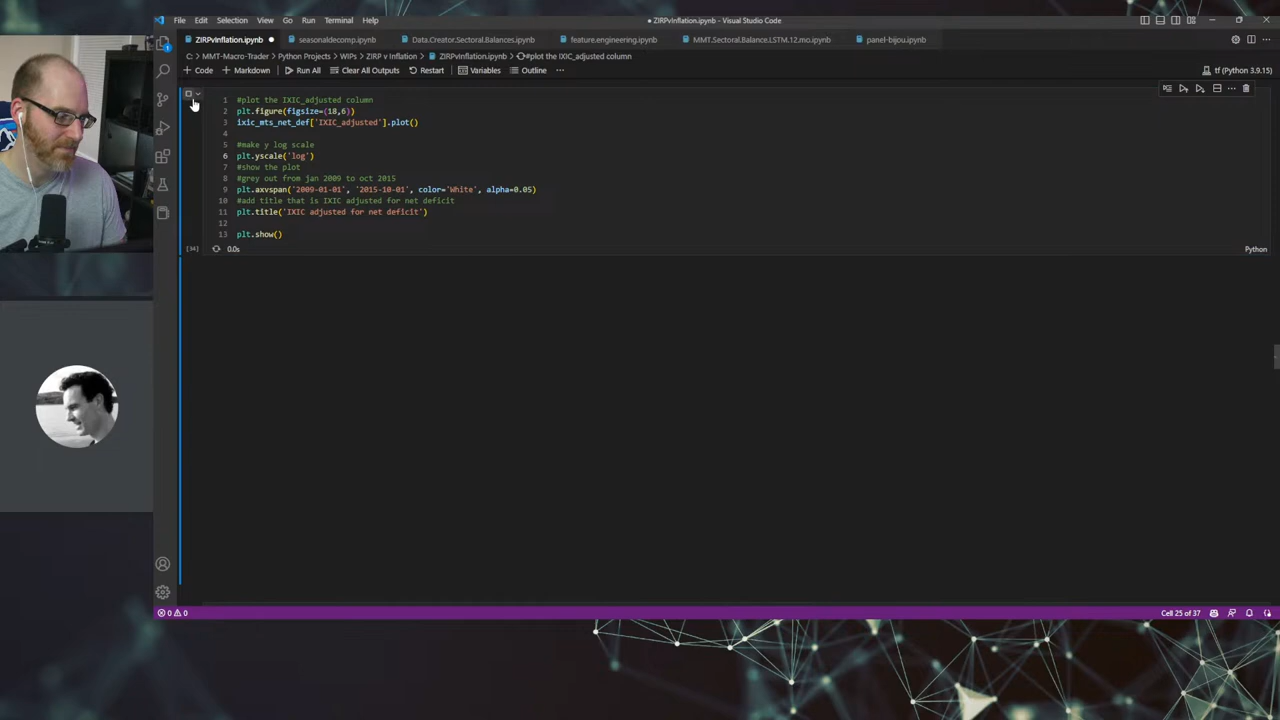 File Edit Selection View Go Run Terminal Help
● ZIRPvInflation.ipynb - Visual Studio Code
ZIRPvInflation.ipynb ● seasonaldecomp.ipynb Data.Creator.Sectoral.Balances.ipynb feature.engineering.ipynb MMT.Sectoral.Balance.LSTM.12.mo.ipynb panel-bijou.ipynb
C: > MMT-Macro-Trader > Python Projects > WIPs > ZIRP v Inflation > ZIRPvInflation.ipynb > #plot the IXIC_adjusted column
+ Code + Markdown Run All Clear All Outputs Restart Variables Outline ...
tf (Python 3.9.15)
1 #plot the IXIC_adjusted column
2 plt.figure(figsize=(18,6))
3 ixic_mts_net_def['IXIC_adjusted'].plot()
4
5 #make y log scale
6 plt.yscale('log')
7 #show the plot
8 #grey out from jan 2009 to oct 2015
9 plt.axvspan('2009-01-01', '2015-10-01', color='White', alpha=0.05)
10 #add title that is IXIC adjusted for net deficit
11 plt.title('IXIC adjusted for net deficit')
12
13 plt.show()
[34] 0.0s Python
0 0 Cell 25 of 37